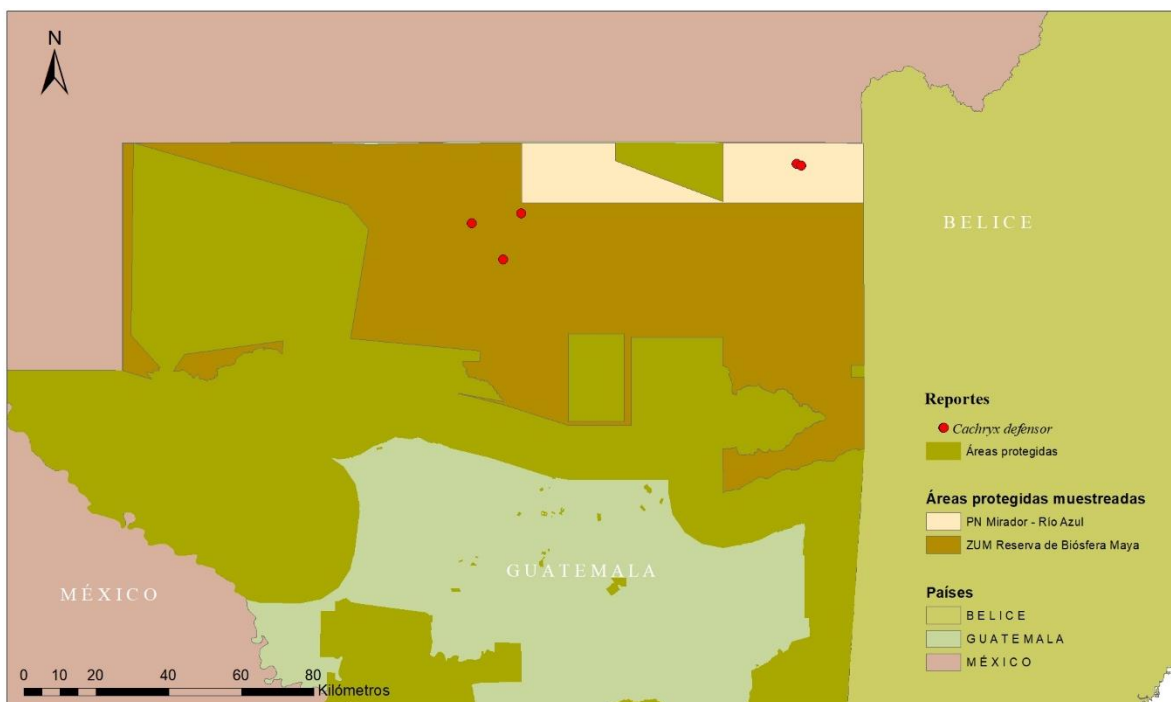 N
BELICE
Reportes
Cachryx defensor
Áreas protegidas
Áreas protegidas muestreadas
PN Mirador - Río Azul
ZUM Reserva de Biósfera Maya
GUATEMALA
MÉXICO
Países
BELICE
GUATEMALA
MÉXICO
0 5 10 20 40 60 80
Kilómetros